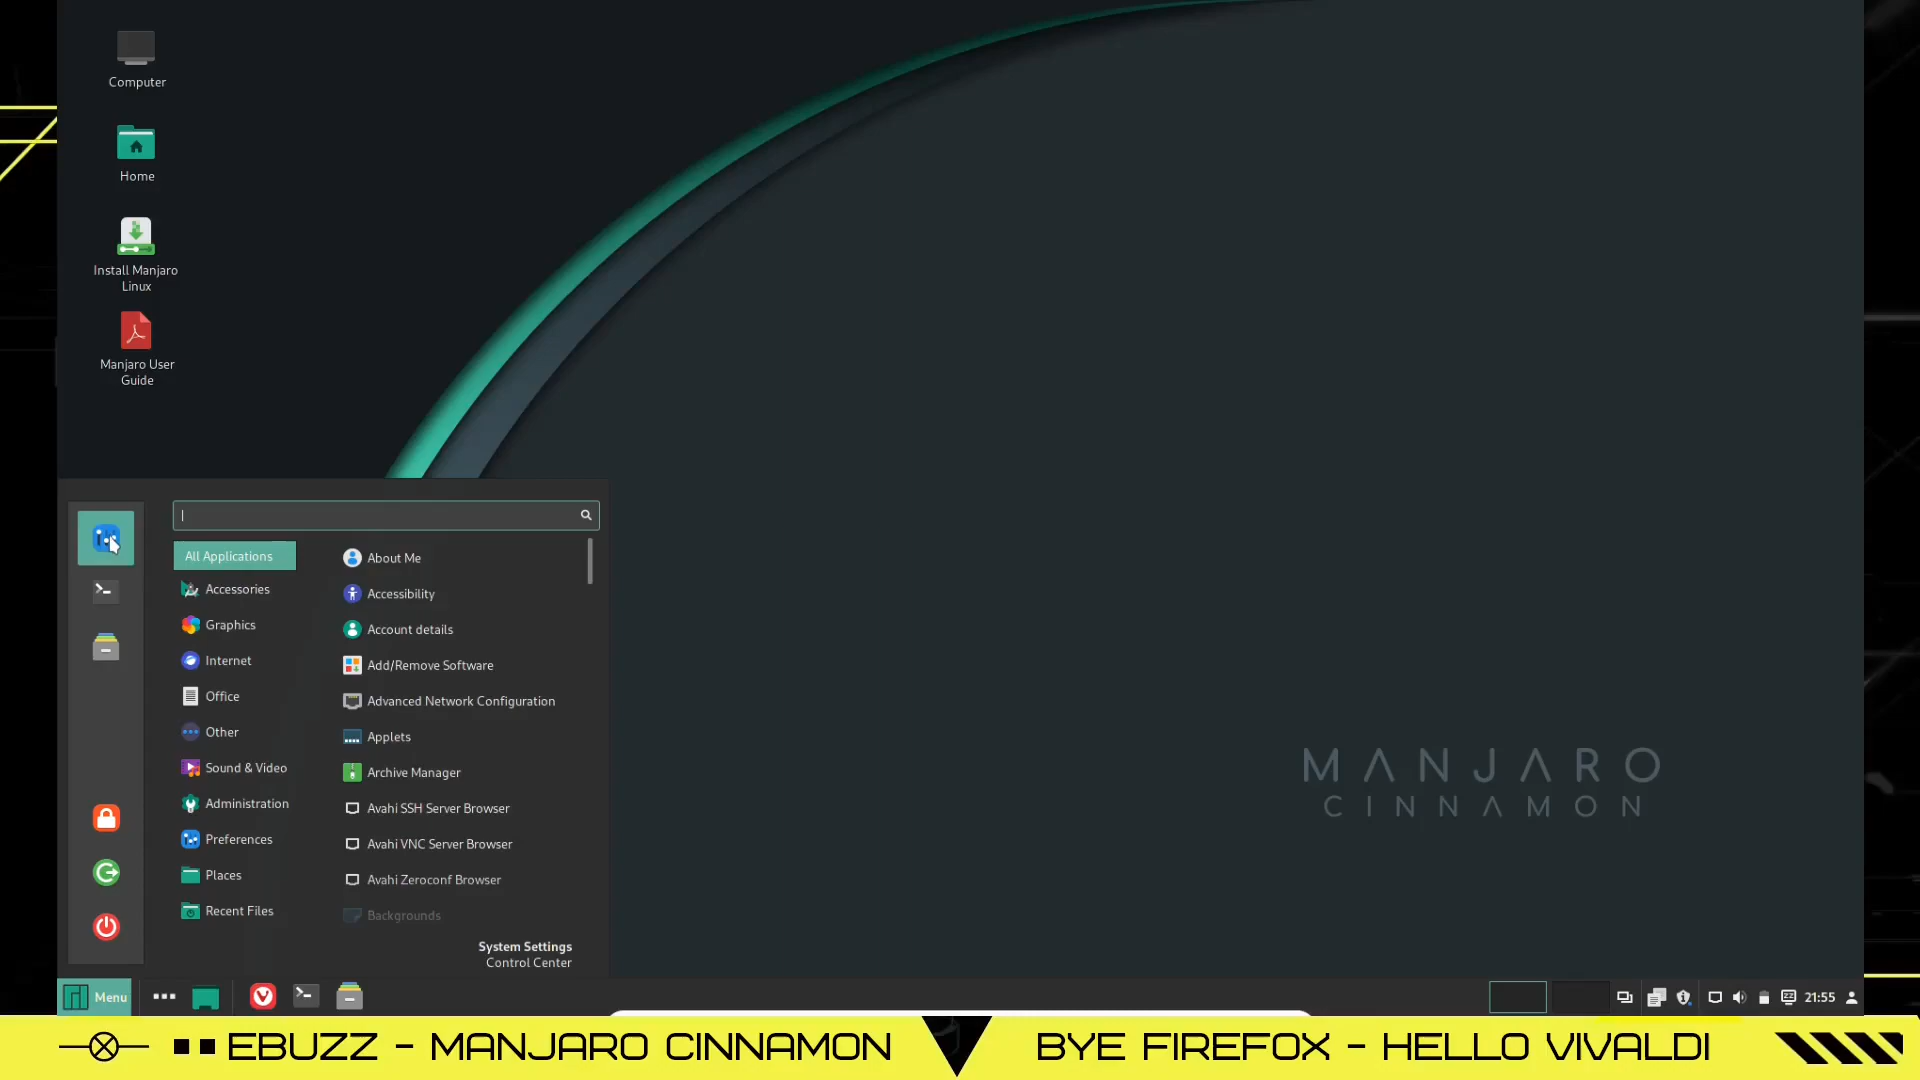 Computer
Home
Install Manjaro
Linux
Manjaro User
Guide
All Applications
Accessories
Graphics
Internet
Office
Other
Sound & Video
Administration
Preferences
Places
Recent Files
About Me
Accessibility
Account details
Add/Remove Software
Advanced Network Configuration
Applets
Archive Manager
Avahi SSH Server Browser
Avahi VNC Server Browser
Avahi Zeroconf Browser
Backgrounds
System Settings
Control Center
MANJARO
CINNAMON
Menu
21:55
EBUZZ - MANJARO CINNAMON
BYE FIREFOX - HELLO VIVALDI